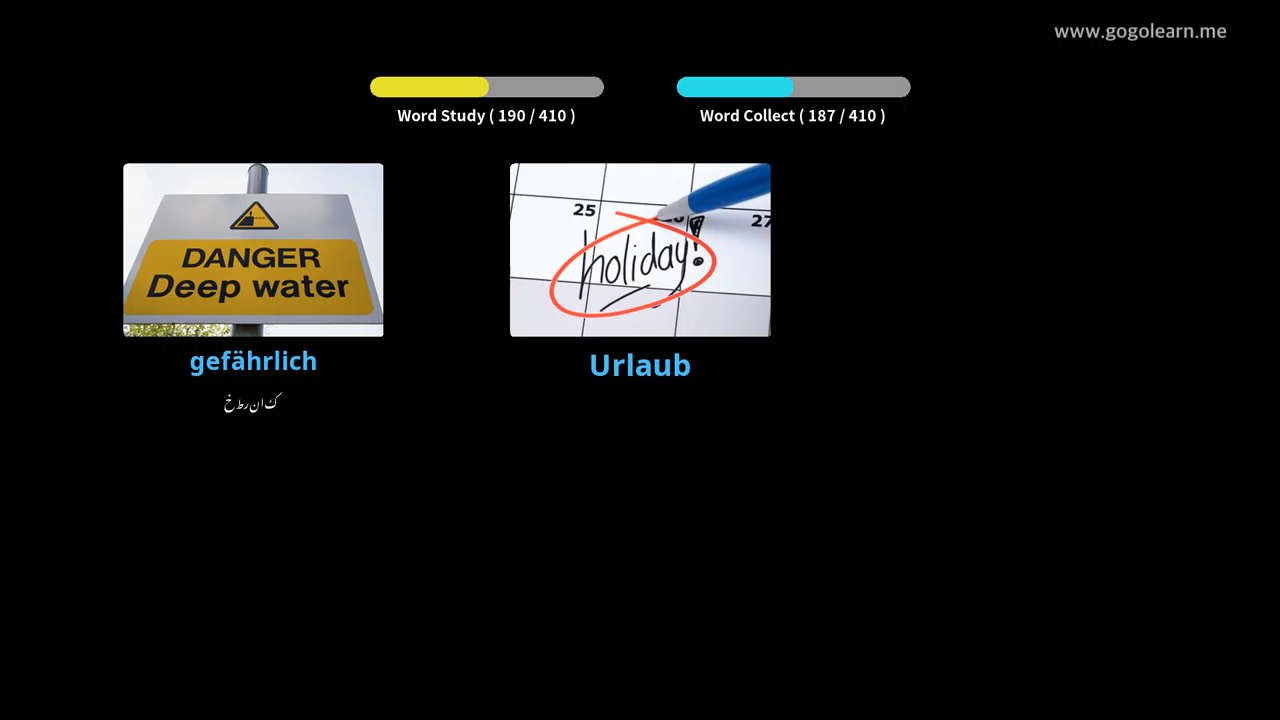 www.gogolearn.me
Word Study ( 190 / 410 )
Word Collect ( 187 / 410 )
DANGER
Deep water
25
27
holiday!
gefährlich
Urlaub
کانرطخ